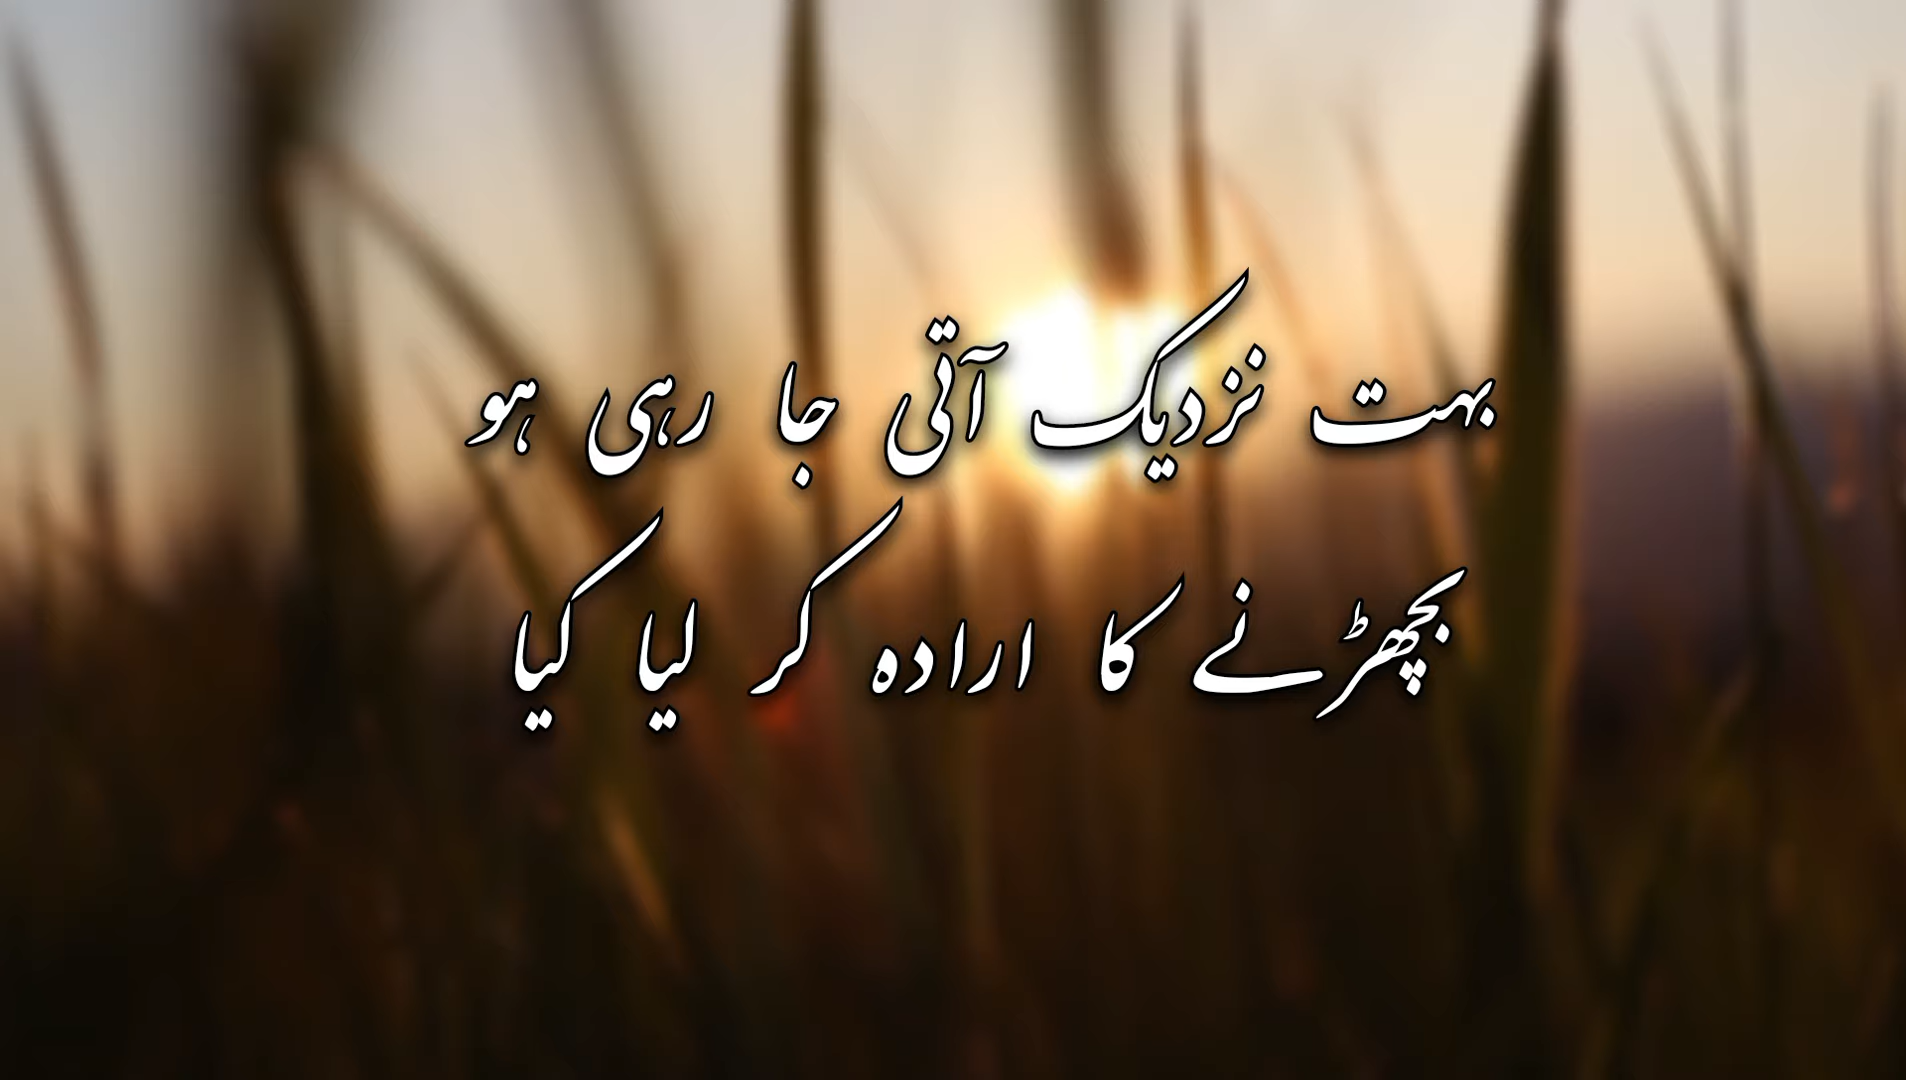 بہت نزدیک آتی جا رہی ہو
بچھڑنے کا ارادہ کر لیا کیا